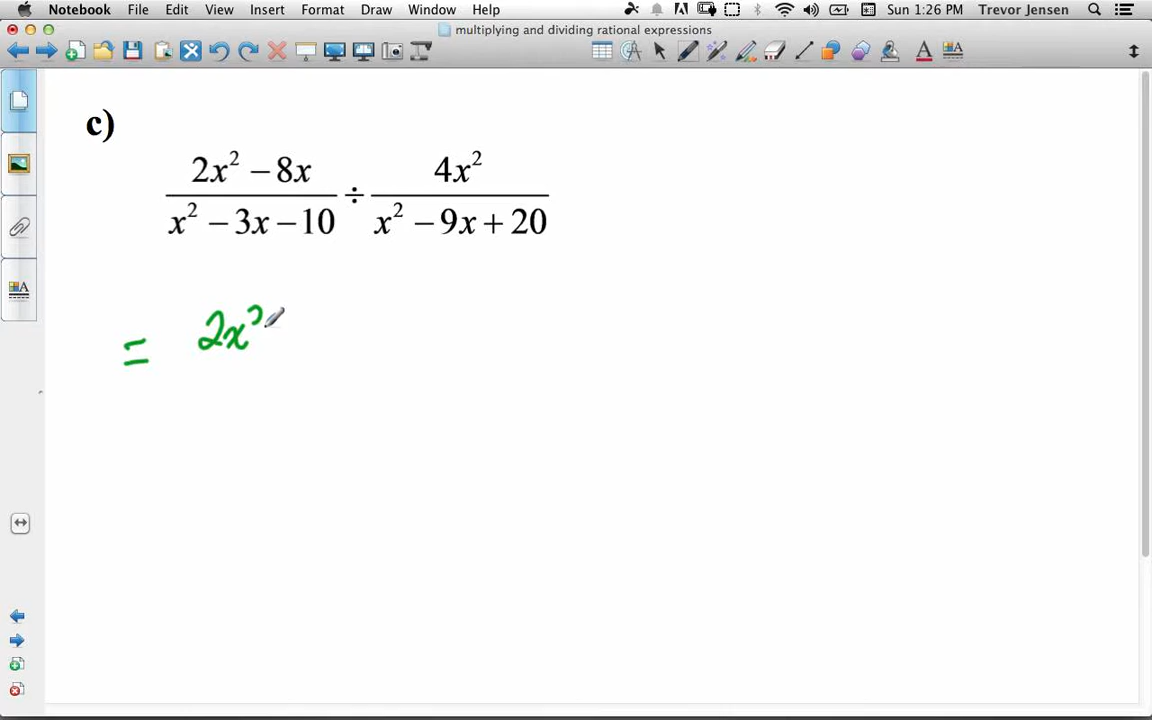 Notebook File Edit View Insert Format Draw Window Help Sun 1:26 PM Trevor Jensen
multiplying and dividing rational expressions
c)
2x² − 8x ÷ 4x²
x² − 3x − 10 x² − 9x + 20
= 2x²